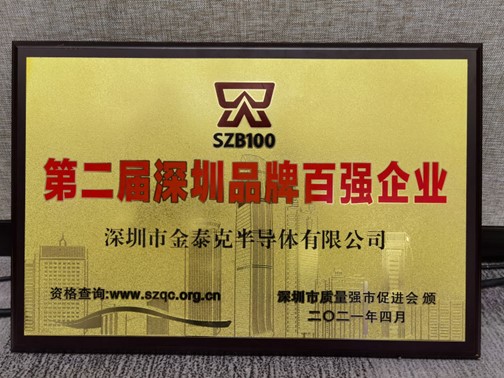 SZB100
第二届深圳品牌百强企业
深圳市金泰克半导体有限公司
资格查询:www.szqc.org.cn
深圳市质量强市促进会 颁
二〇二一年四月